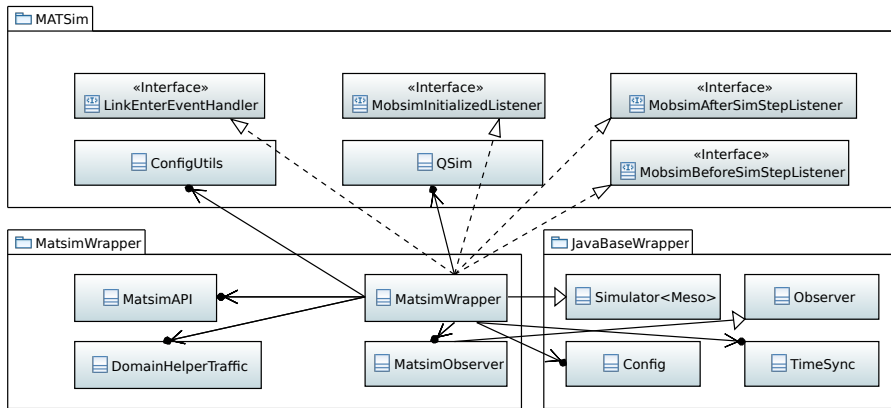 MATSim
«Interface»
LinkEnterEventHandler
«Interface»
MobsimInitializedListener
«Interface»
MobsimAfterSimStepListener
ConfigUtils
QSim
«Interface»
MobsimBeforeSimStepListener
MatsimWrapper
JavaBaseWrapper
MatsimAPI
MatsimWrapper
Simulator<Meso>
Observer
DomainHelperTraffic
MatsimObserver
Config
TimeSync